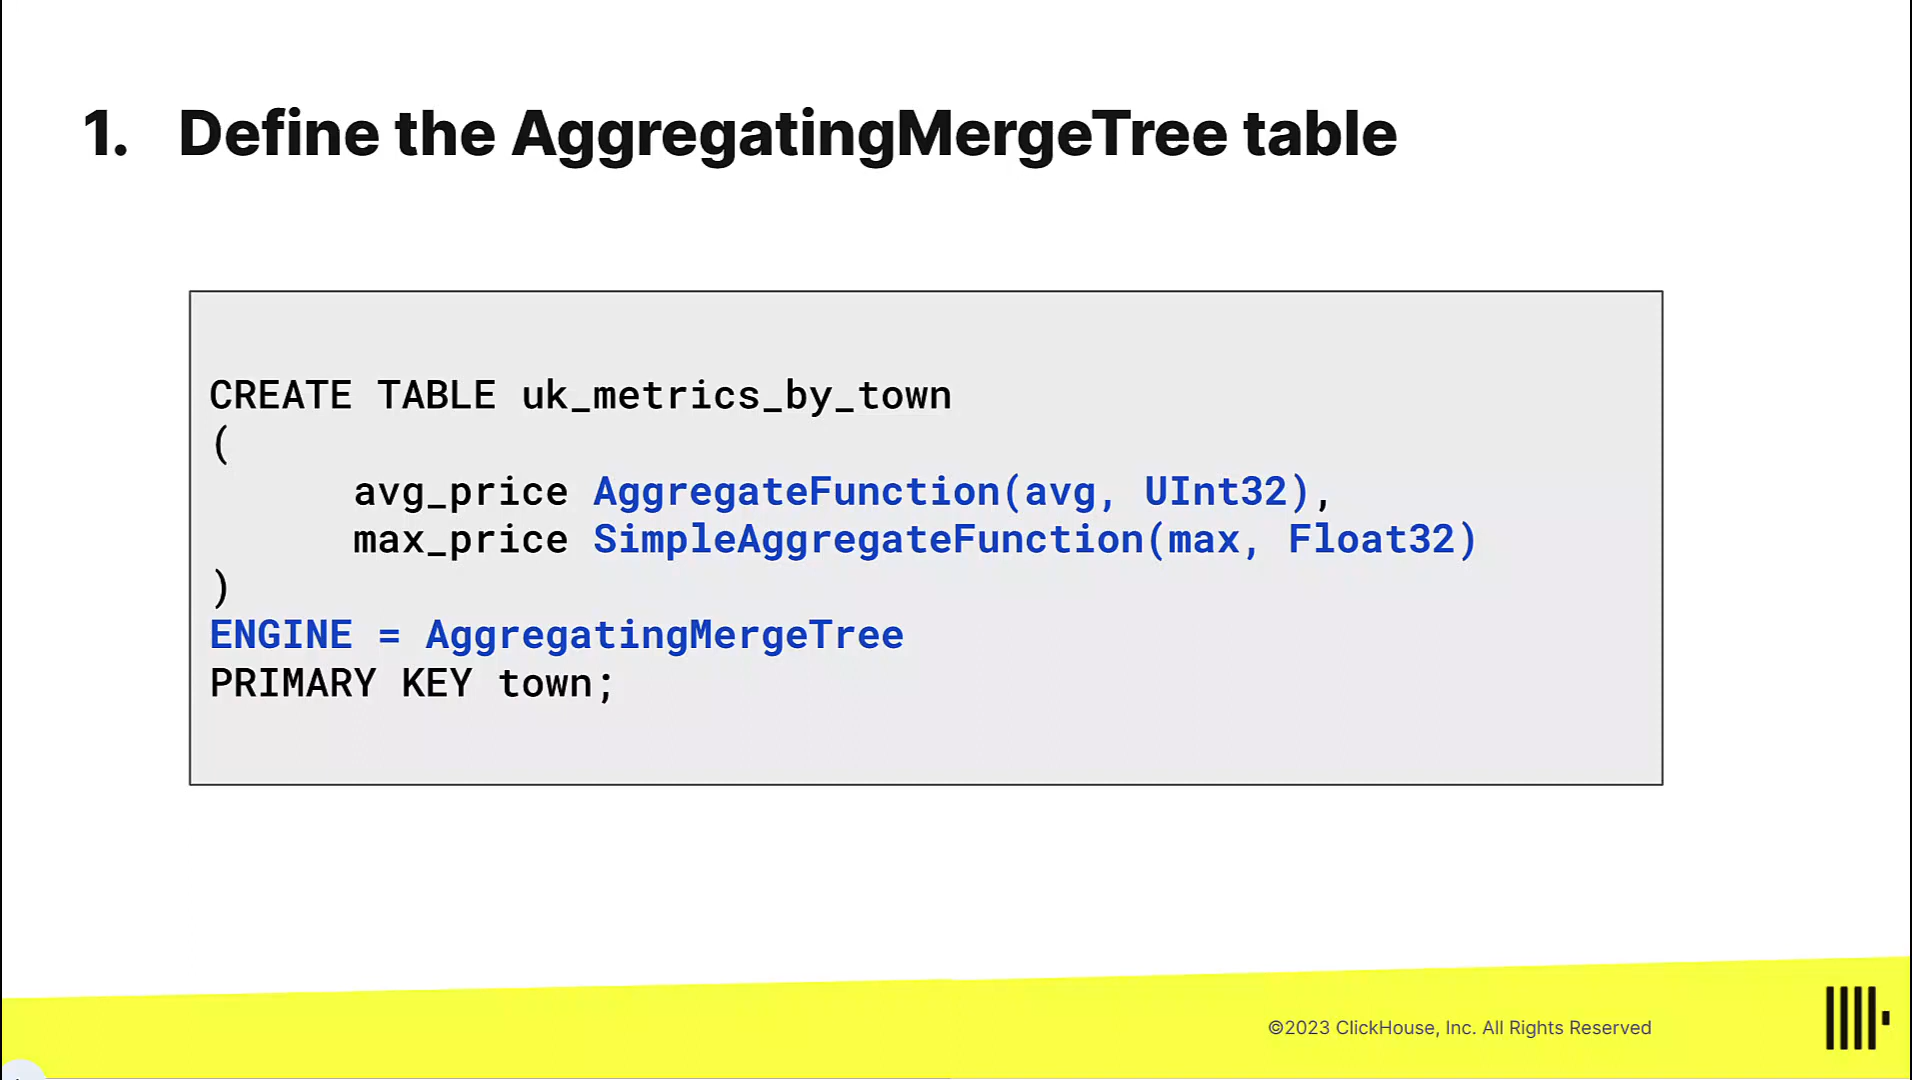 1. Define the AggregatingMergeTree table
CREATE TABLE uk_metrics_by_town
(
avg_price AggregateFunction(avg, UInt32),
max_price SimpleAggregateFunction(max, Float32)
)
ENGINE = AggregatingMergeTree
PRIMARY KEY town;
©2023 ClickHouse, Inc. All Rights Reserved